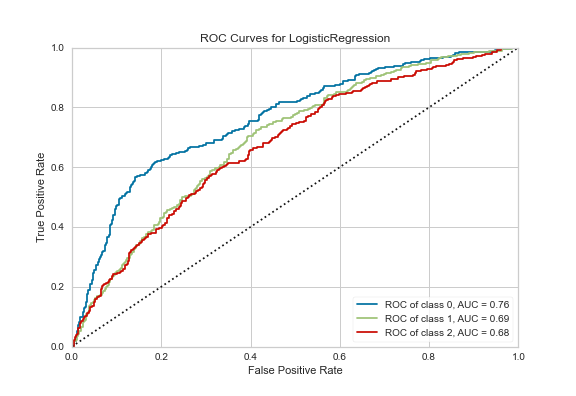 ROC Curves for LogisticRegression
1.0
0.8
0.6
0.4
0.2
0.0
True Positive Rate
ROC of class 0, AUC = 0.76
ROC of class 1, AUC = 0.69
ROC of class 2, AUC = 0.68
0.0 0.2 0.4 0.6 0.8 1.0
False Positive Rate